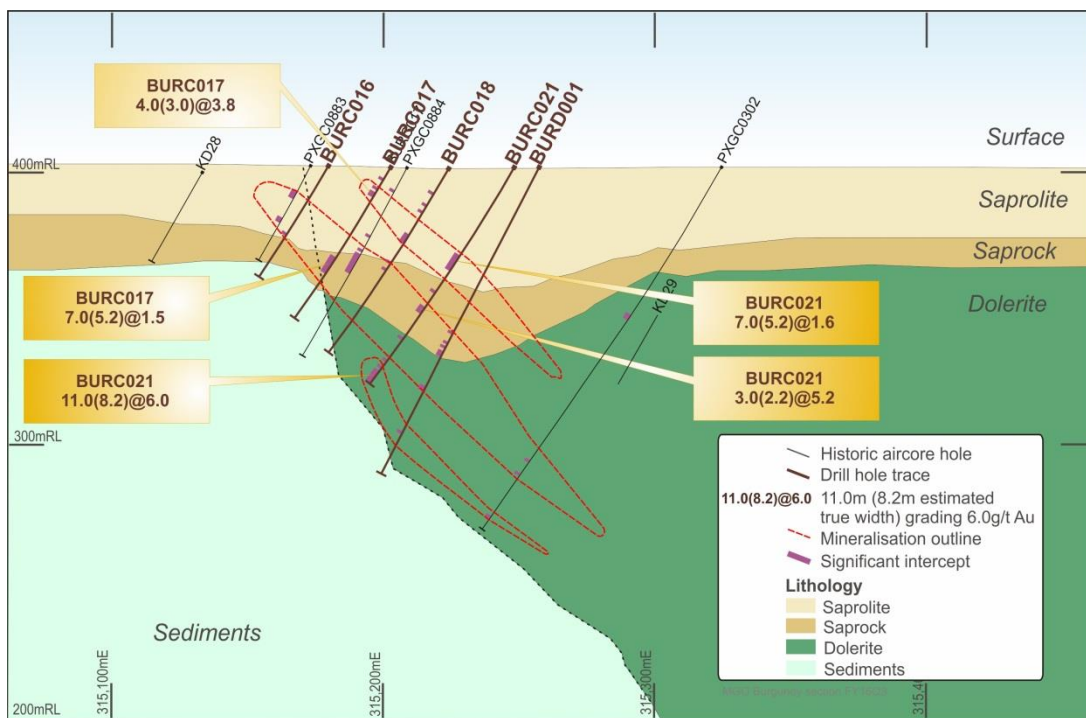 BURC017
4.0(3.0)@3.8
KD28
PXGC0883
BURC016
BURC017
PXGC0884
BURC018
BURC021
BURD001
PXGC0302
Surface
400mRL
Saprolite
Saprock
BURC017
7.0(5.2)@1.5
BURC021
7.0(5.2)@1.6
KD29
Dolerite
BURC021
11.0(8.2)@6.0
BURC021
3.0(2.2)@5.2
300mRL
Historic aircore hole
Drill hole trace
11.0(8.2)@6.0 11.0m (8.2m estimated
true width) grading 6.0g/t Au
Mineralisation outline
Significant intercept
Lithology
Saprolite
Saprock
Dolerite
Sediments
Sediments
315,100mE
315,200mE
315,300mE
200mRL